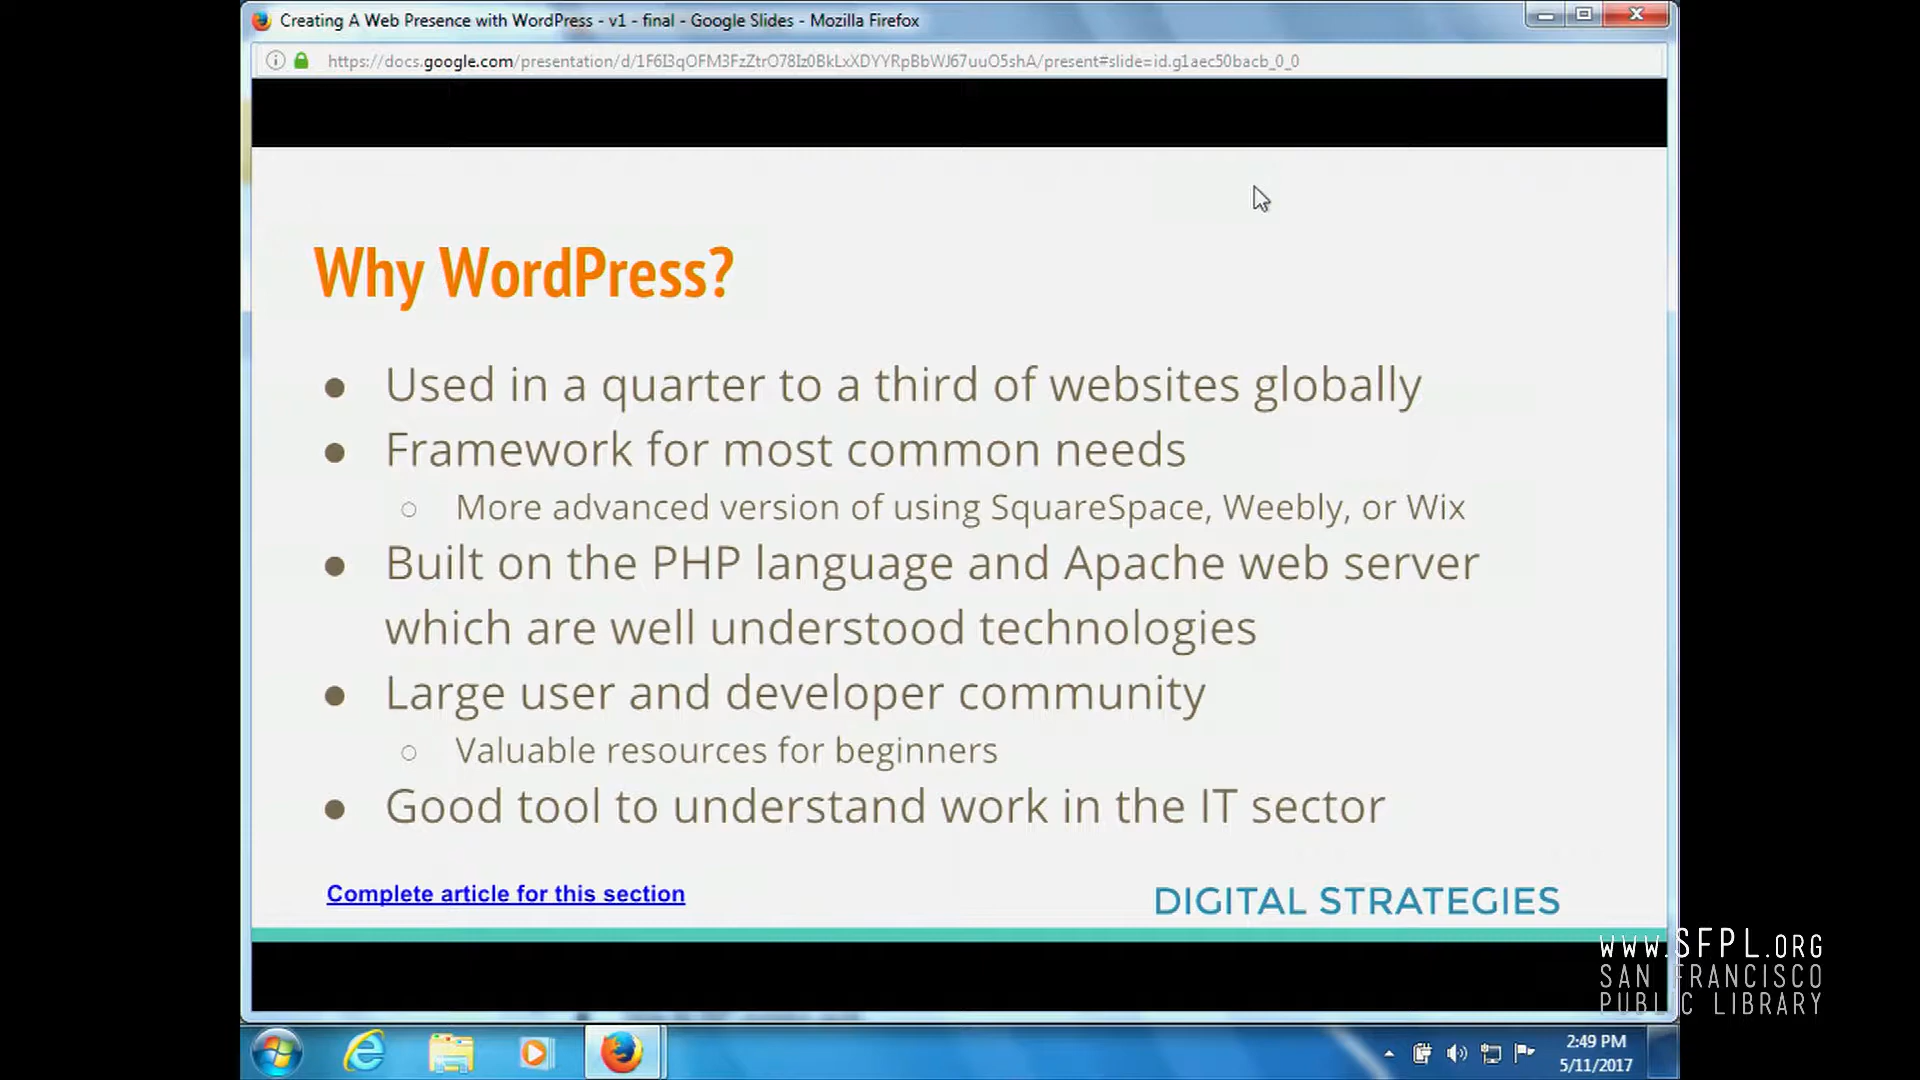 Creating A Web Presence with WordPress - v1 - final - Google Slides - Mozilla Firefox
https://docs.google.com/presentation/d/1F6I3qOFM3FzZtrO78Iz0BkLxXDYYRpBbWJ67uuO5shA/present#slide=id.g1aec50bacb_0_0
Why WordPress?
● Used in a quarter to a third of websites globally
● Framework for most common needs
○ More advanced version of using SquareSpace, Weebly, or Wix
● Built on the PHP language and Apache web server
which are well understood technologies
● Large user and developer community
○ Valuable resources for beginners
● Good tool to understand work in the IT sector
Complete article for this section
DIGITAL STRATEGIES
WWW.SFPL.ORG
SAN FRANCISCO
PUBLIC LIBRARY
2:49 PM
5/11/2017